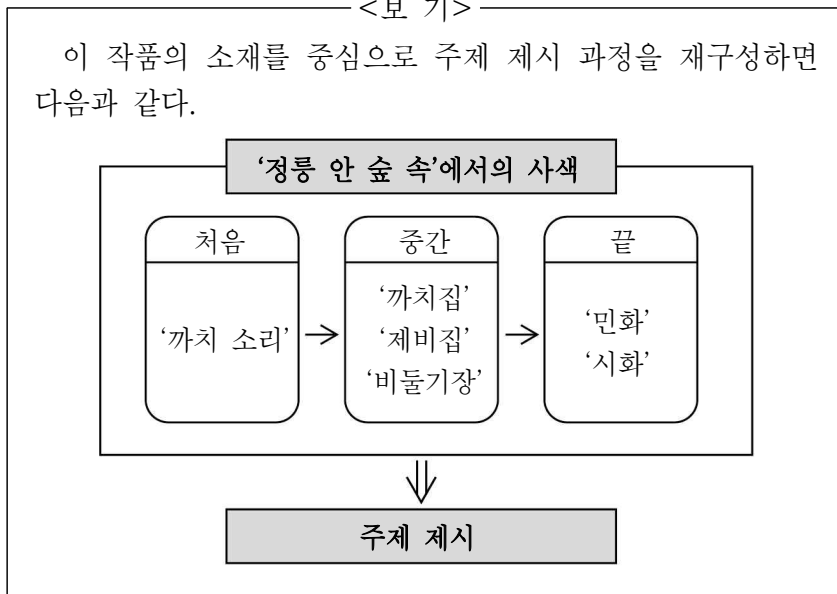 <보 기>
이 작품의 소재를 중심으로 주제 제시 과정을 재구성하면
다음과 같다.
‘정릉 안 숲 속’에서의 사색
처음
‘까치 소리’
중간
‘까치집’
‘제비집’
‘비둘기장’
끝
‘민화’
‘시화’
주제 제시